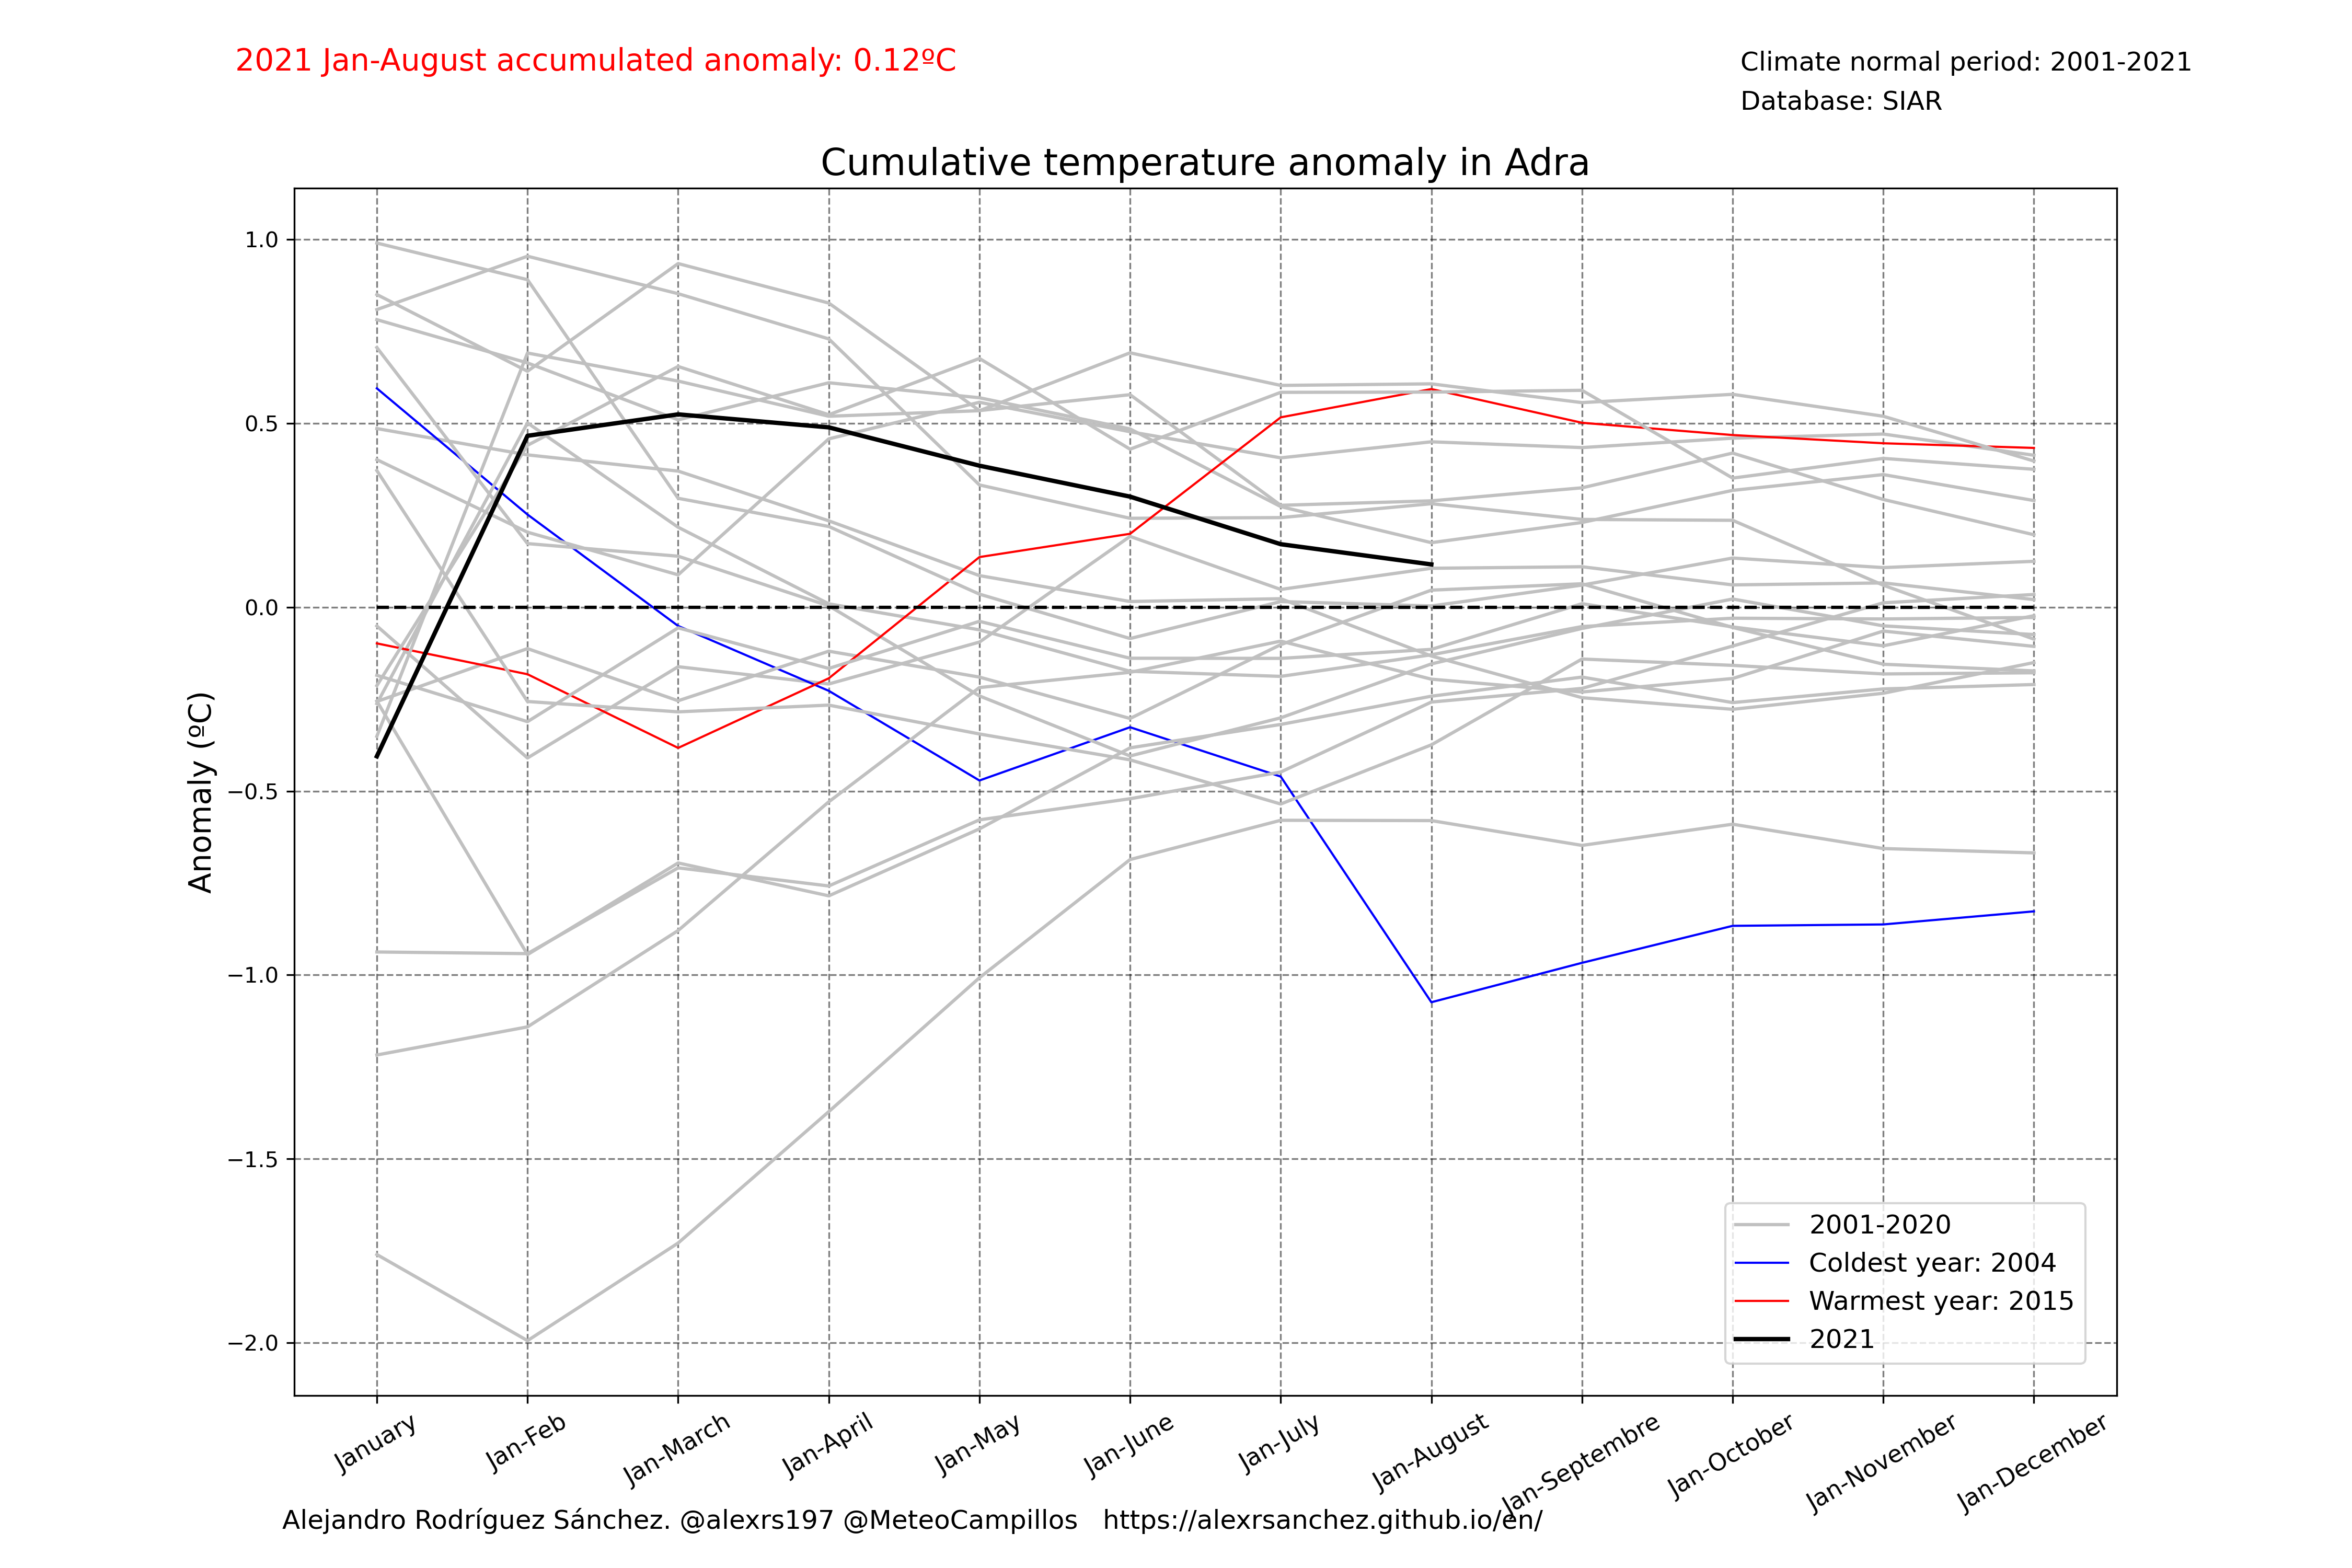 2021 Jan-August accumulated anomaly: 0.12ºC
Climate normal period: 2001-2021
Database: SIAR
Cumulative temperature anomaly in Adra
1.0
0.5
0.0
−0.5
−1.0
−1.5
−2.0
Anomaly (ºC)
2001-2020
Coldest year: 2004
Warmest year: 2015
2021
January
Jan-Feb
Jan-March
Jan-April
Jan-May
Jan-June
Jan-July
Jan-August
Jan-Septembre
Jan-October
Jan-November
Jan-December
Alejandro Rodríguez Sánchez. @alexrs197 @MeteoCampillos   https://alexrsanchez.github.io/en/